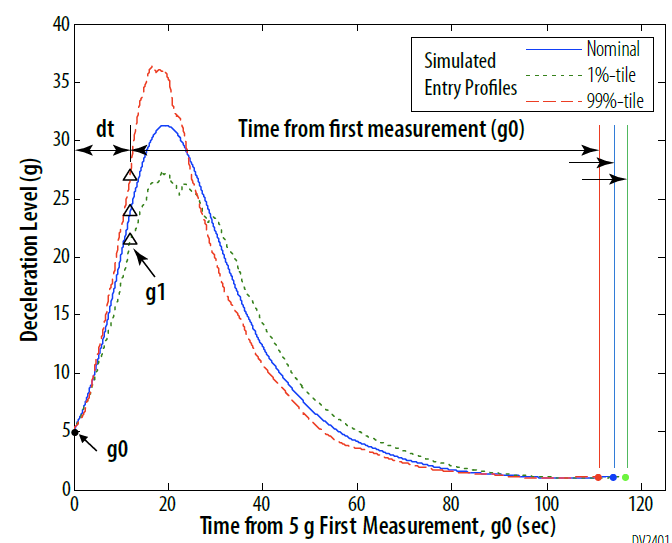 40
35
30
25
20
15
10
5
0
Deceleration Level (g)
dt
Time from first measurement (g0)
Simulated
Entry Profiles
Nominal
1%-tile
99%-tile
g1
g0
0 20 40 60 80 100 120
Time from 5 g First Measurement, g0 (sec)
DV2401